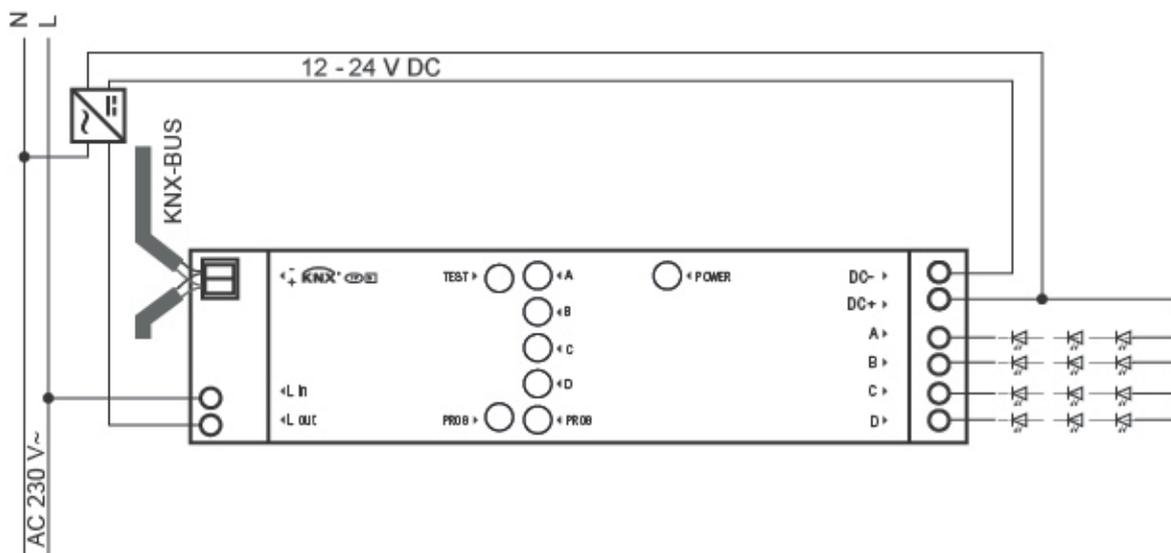 N L
12 - 24 V DC
KNX-BUS
- KNX
+
TEST
A
POWER
DC-
DC+
B
A
C
B
L In
D
C
L out
PROG
PROG
D
AC 230 V~